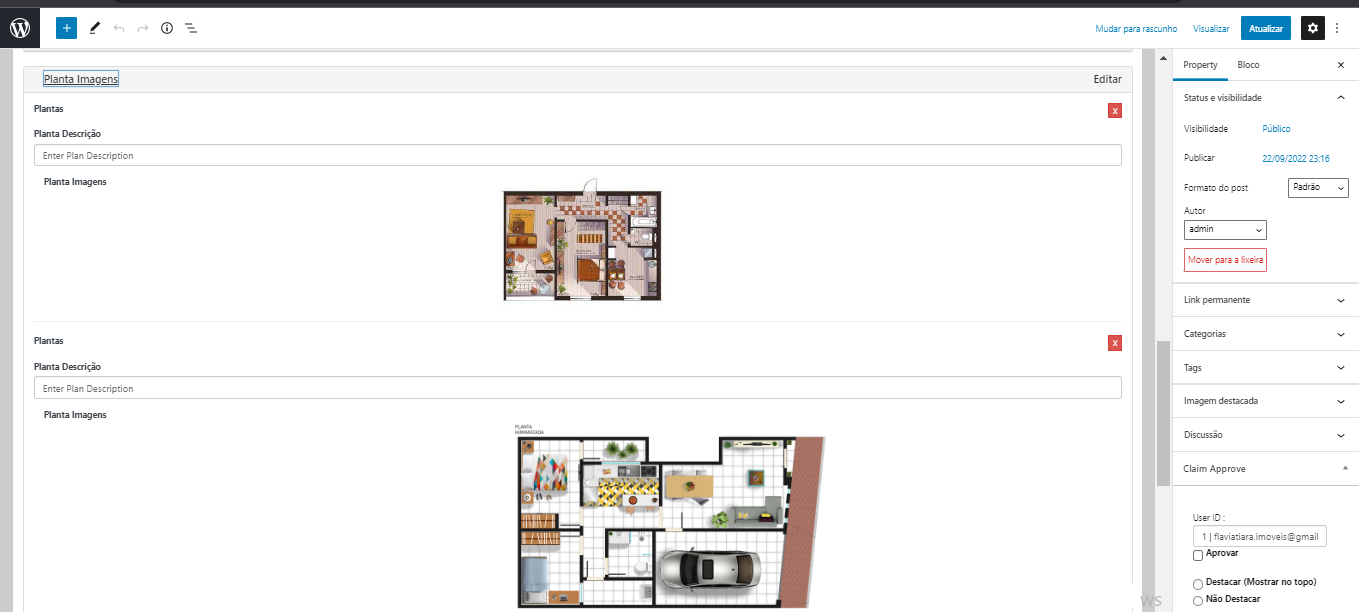 Mudar para rascunho
Visualizar
Atualizar
Planta Imagens
Editar
Plantas
X
Planta Descrição
Enter Plan Description
Planta Imagens
Plantas
X
Planta Descrição
Enter Plan Description
Planta Imagens
PLANTA
HUMANIZADA
Property
Bloco
Status e visibilidade
Visibilidade
Público
Publicar
22/09/2022 23:16
Formato do post
Padrão
Autor
admin
Mover para a lixeira
Link permanente
Categorias
Tags
Imagem destacada
Discussão
Claim Approve
User ID :
1 | flaviatiara.imoveis@gmail
Aprovar
Destacar (Mostrar no topo)
Não Destacar
WS